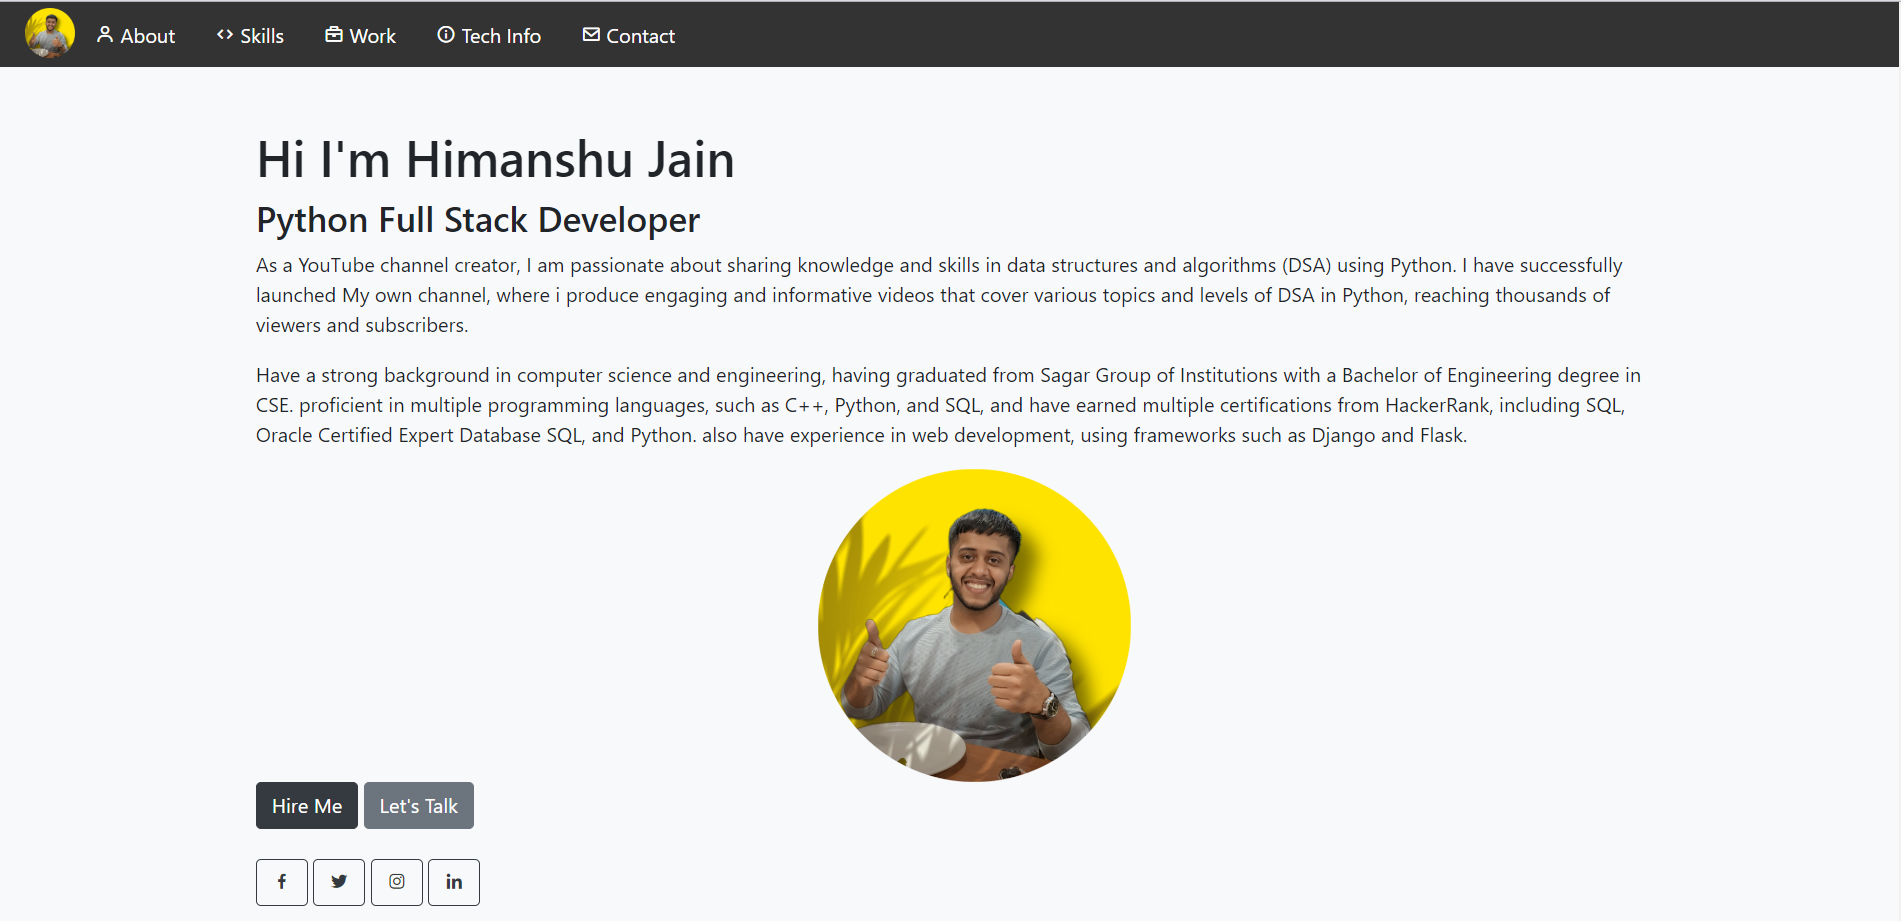 About
Skills
Work
Tech Info
Contact
Hi I'm Himanshu Jain
Python Full Stack Developer
As a YouTube channel creator, I am passionate about sharing knowledge and skills in data structures and algorithms (DSA) using Python. I have successfully
launched My own channel, where i produce engaging and informative videos that cover various topics and levels of DSA in Python, reaching thousands of
viewers and subscribers.
Have a strong background in computer science and engineering, having graduated from Sagar Group of Institutions with a Bachelor of Engineering degree in
CSE. proficient in multiple programming languages, such as C++, Python, and SQL, and have earned multiple certifications from HackerRank, including SQL,
Oracle Certified Expert Database SQL, and Python. also have experience in web development, using frameworks such as Django and Flask.
Hire Me
Let's Talk